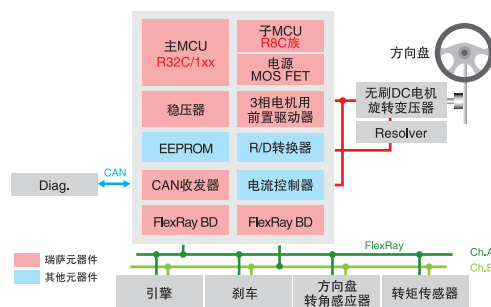 主MCU
R32C/1xx
子MCU
R8C族
电源
MOS FET
方向盘
稳压器
3相电机用
前置驱动器
无刷DC电机
旋转变压器
Resolver
EEPROM
R/D转换器
Diag.
CAN
CAN收发器
电流控制器
FlexRay BD
FlexRay BD
FlexRay
Ch.A
Ch.B
瑞萨元器件
其他元器件
引擎
刹车
方向盘
转角感应器
转矩传感器